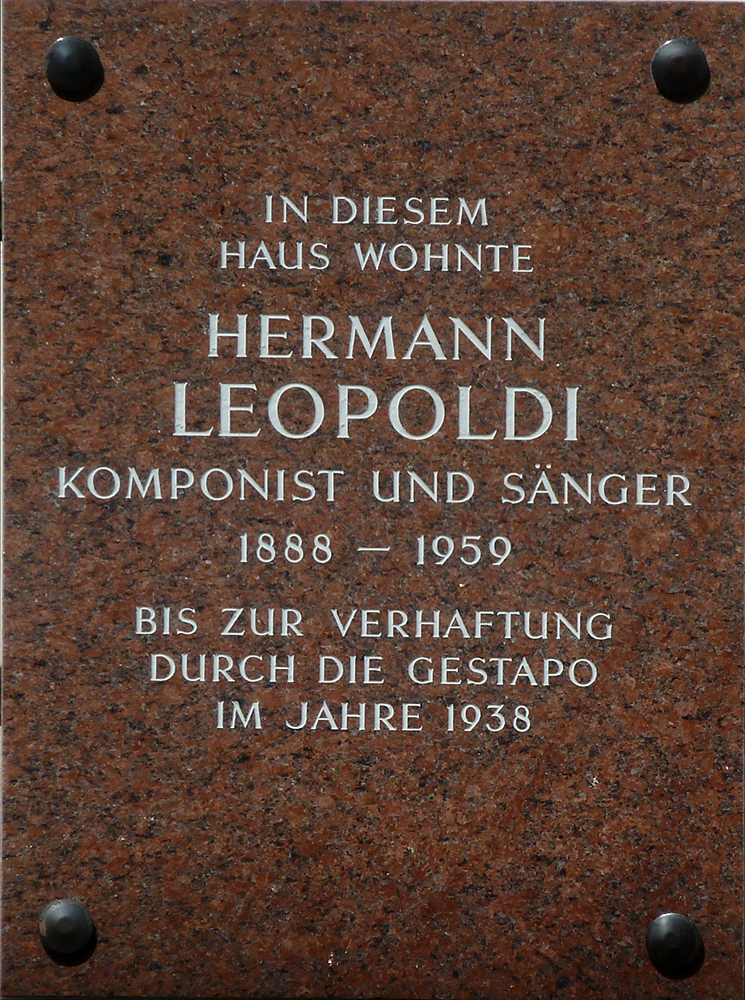 IN DIESEM
HAUS WOHNTE
HERMANN
LEOPOLDI
KOMPONIST UND SÄNGER
1888 – 1959
BIS ZUR VERHAFTUNG
DURCH DIE GESTAPO
IM JAHRE 1938